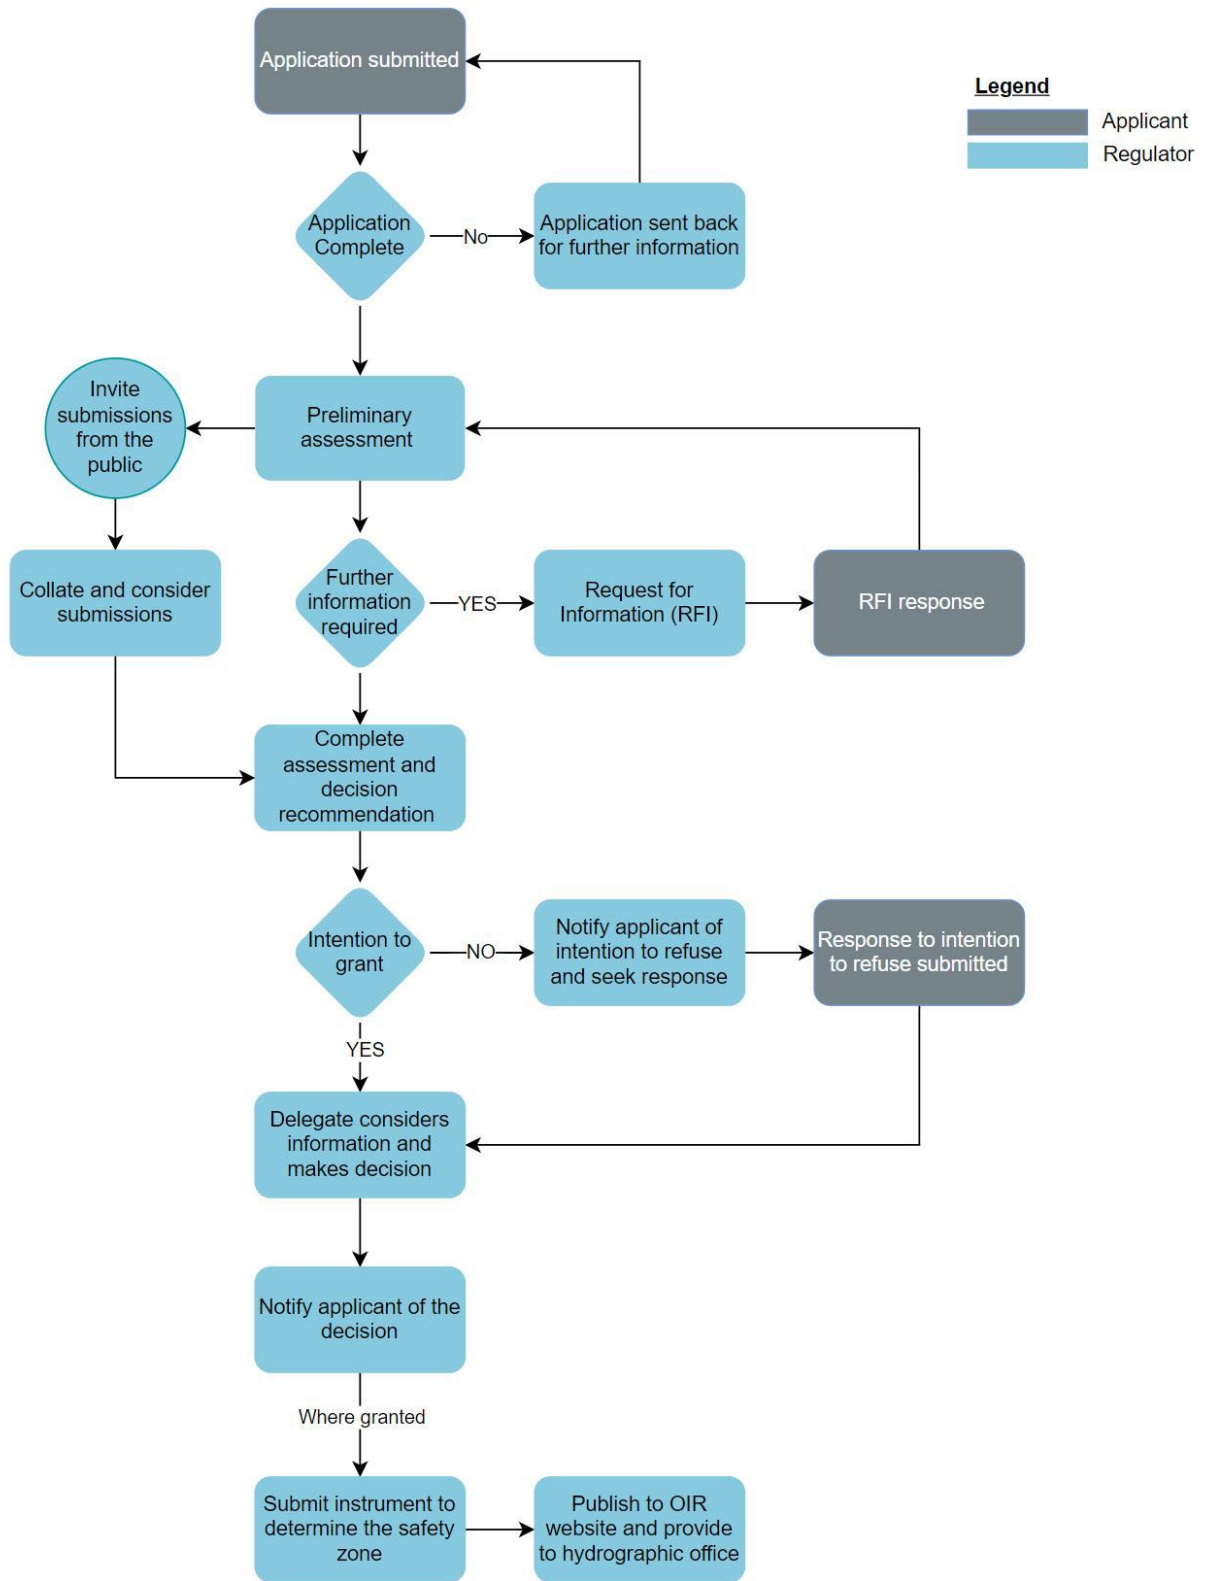 Application submitted
Legend
Applicant
Regulator
Application
Complete
No
Application sent back
for further information
Invite
submissions
from the
public
Preliminary
assessment
Collate and consider
submissions
Further
information
required
YES
Request for
Information (RFI)
RFI response
Complete
assessment and
decision
recommendation
Intention to
grant
NO
Notify applicant of
intention to refuse
and seek response
Response to intention
to refuse submitted
YES
Delegate considers
information and
makes decision
Notify applicant of the
decision
Where granted
Submit instrument to
determine the safety
zone
Publish to OIR
website and provide
to hydrographic office